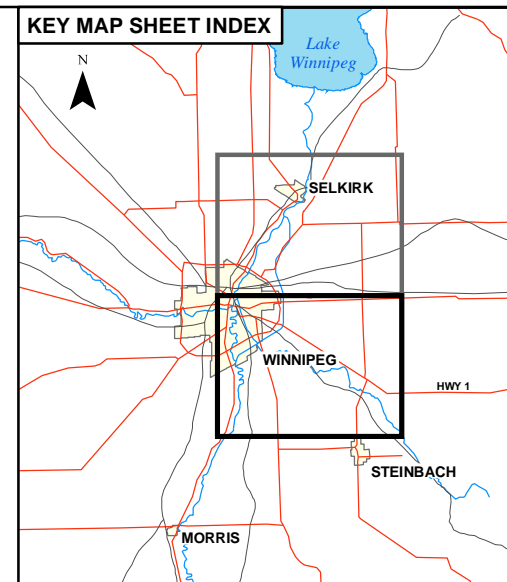 KEY MAP SHEET INDEX
Lake
Winnipeg
N
SELKIRK
WINNIPEG
HWY 1
STEINBACH
MORRIS